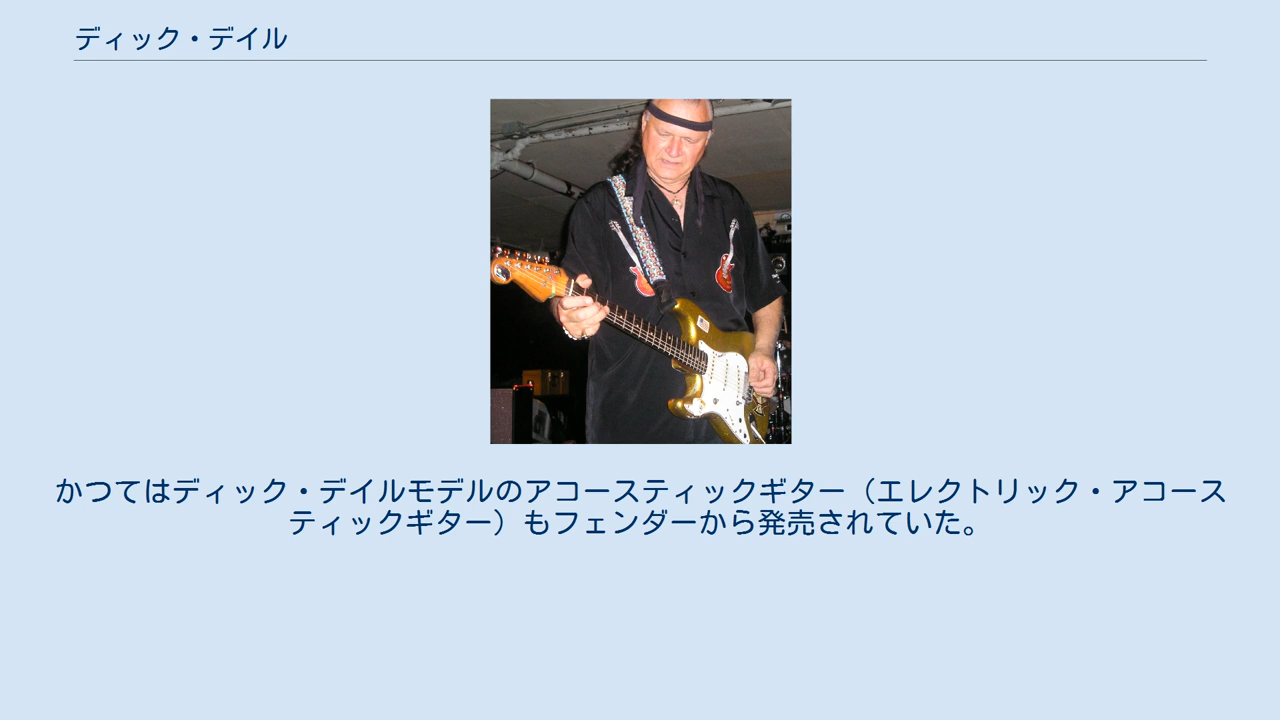 ディック・デイル
かつてはディック・デイルモデルのアコースティックギター（エレクトリック・アコース
ティックギター）もフェンダーから発売されていた。